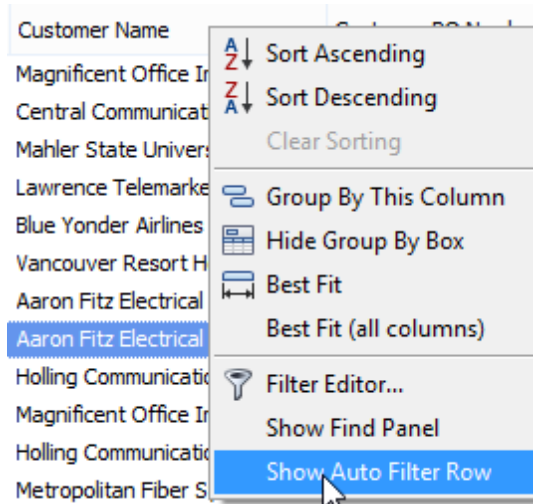 Customer Name
Magnificent Office
Central
Mahler State
Lawrence
Blue Yonder Airlines
Vancouver Resort
Aaron Fitz Electrical
Aaron Fitz Electrical
Holling
Magnificent Office
Holling
Metropolitan Fiber
Sort Ascending
Sort Descending
Clear Sorting
Group By This Column
Hide Group By Box
Best Fit
Best Fit (all columns)
Filter Editor...
Show Find Panel
Show Auto Filter Row